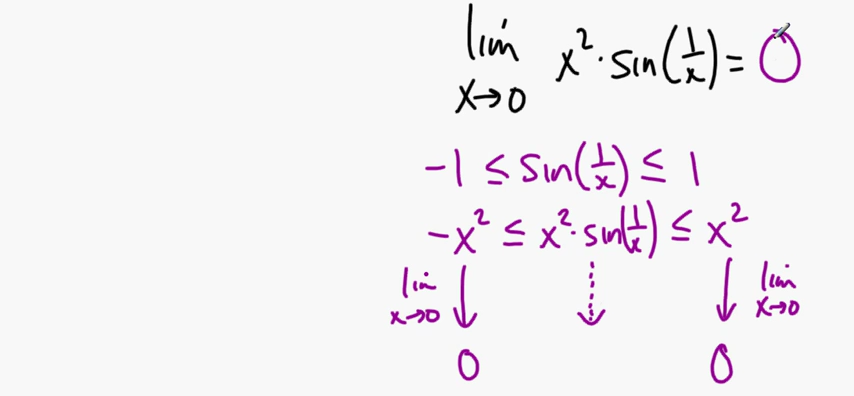 lim x→0 x²·sin(1/x) = 0
-1 ≤ sin(1/x) ≤ 1
-x² ≤ x²·sin(1/x) ≤ x²
lim x→0 ↓ ⇣ ↓ lim x→0
0 0